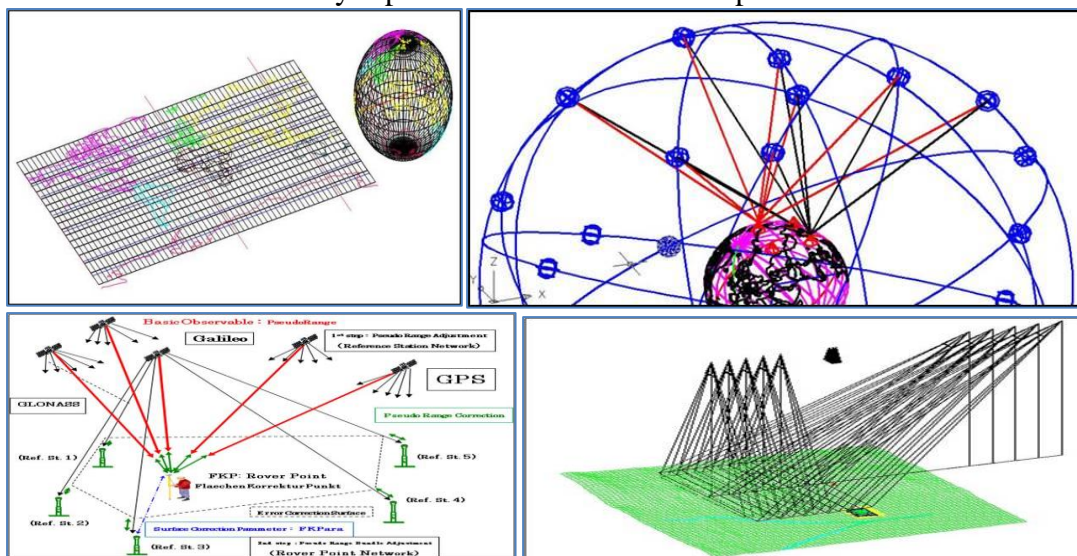 Z
Y
X
Basic Observable : PseudoRange
Galileo
1st step : Pseudo Range Adjustment
(Reference Station Network)
GPS
GLONASS
Pseudo Range Correction
(Ref. St. 1)
(Ref. St. 5)
FKP: Rover Point
FlaechenKorrekturPunkt
(Ref. St. 4)
(Ref. St. 2)
Error Correction Surface
Surface Correction Parameter : FKPara
(Ref. St. 3)
2nd step : Pseudo Range Bundle Adjustment
(Rover Point Network)